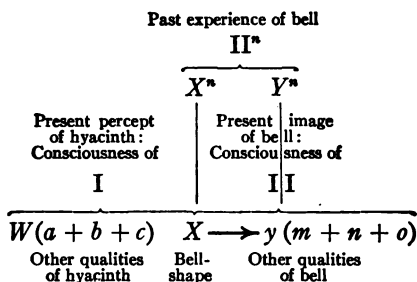 Past experience of bell
IIⁿ
Xⁿ Yⁿ
Present percept of hyacinth: Consciousness of
Present image of bell: Consciousness of
I II
W(a + b + c) X ⟶ y (m + n + o)
Other qualities of hyacinth
Bell-shape
Other qualities of bell